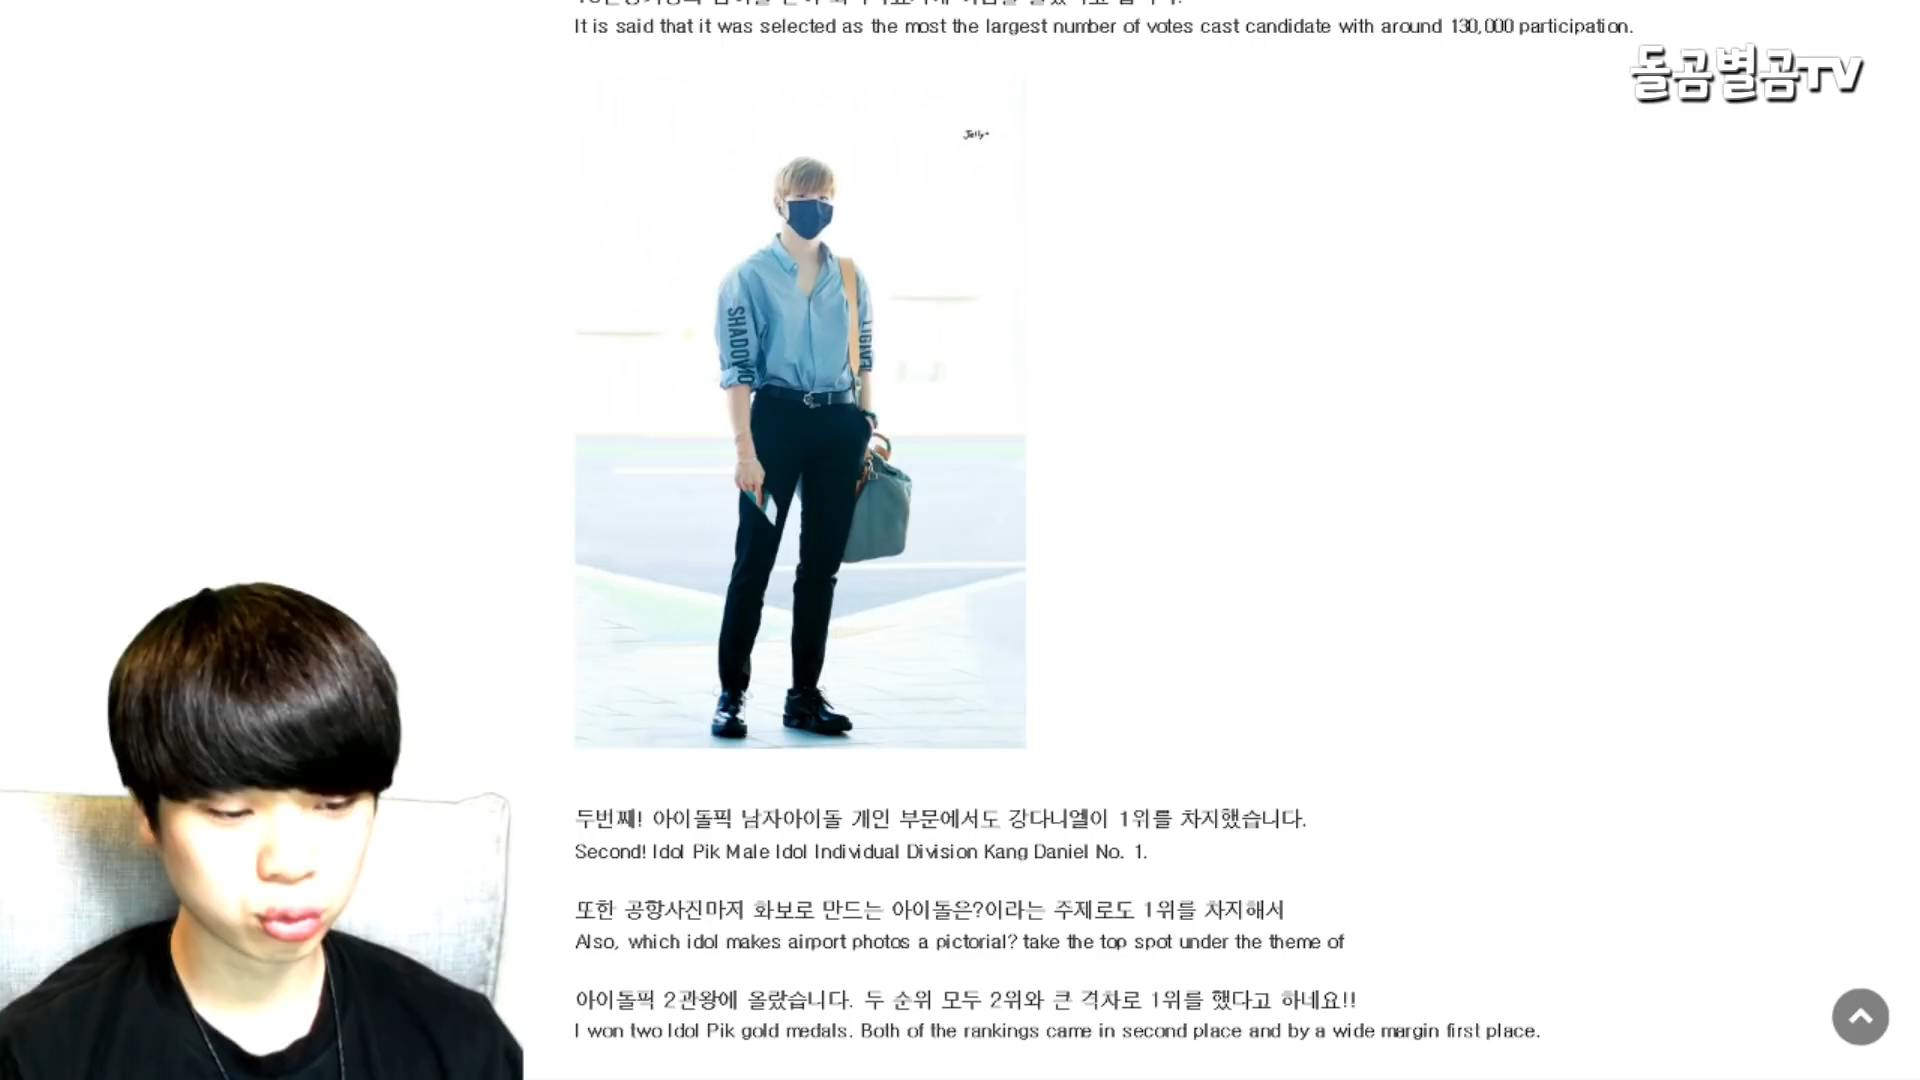 It is said that it was selected as the most the largest number of votes cast candidate with around 130,000 participation.
돌곰별곰TV
Jelly
SHADOW
두번째! 아이돌픽 남자아이돌 개인 부문에서도 강다니엘이 1위를 차지했습니다.
Second! Idol Pik Male Idol Individual Division Kang Daniel No. 1.
또한 공항사진마저 화보로 만드는 아이돌은?이라는 주제로도 1위를 차지해서
Also, which idol makes airport photos a pictorial? take the top spot under the theme of
아이돌픽 2관왕에 올랐습니다. 두 순위 모두 2위와 큰 격차로 1위를 했다고 하네요!!
I won two Idol Pik gold medals. Both of the rankings came in second place and by a wide margin first place.